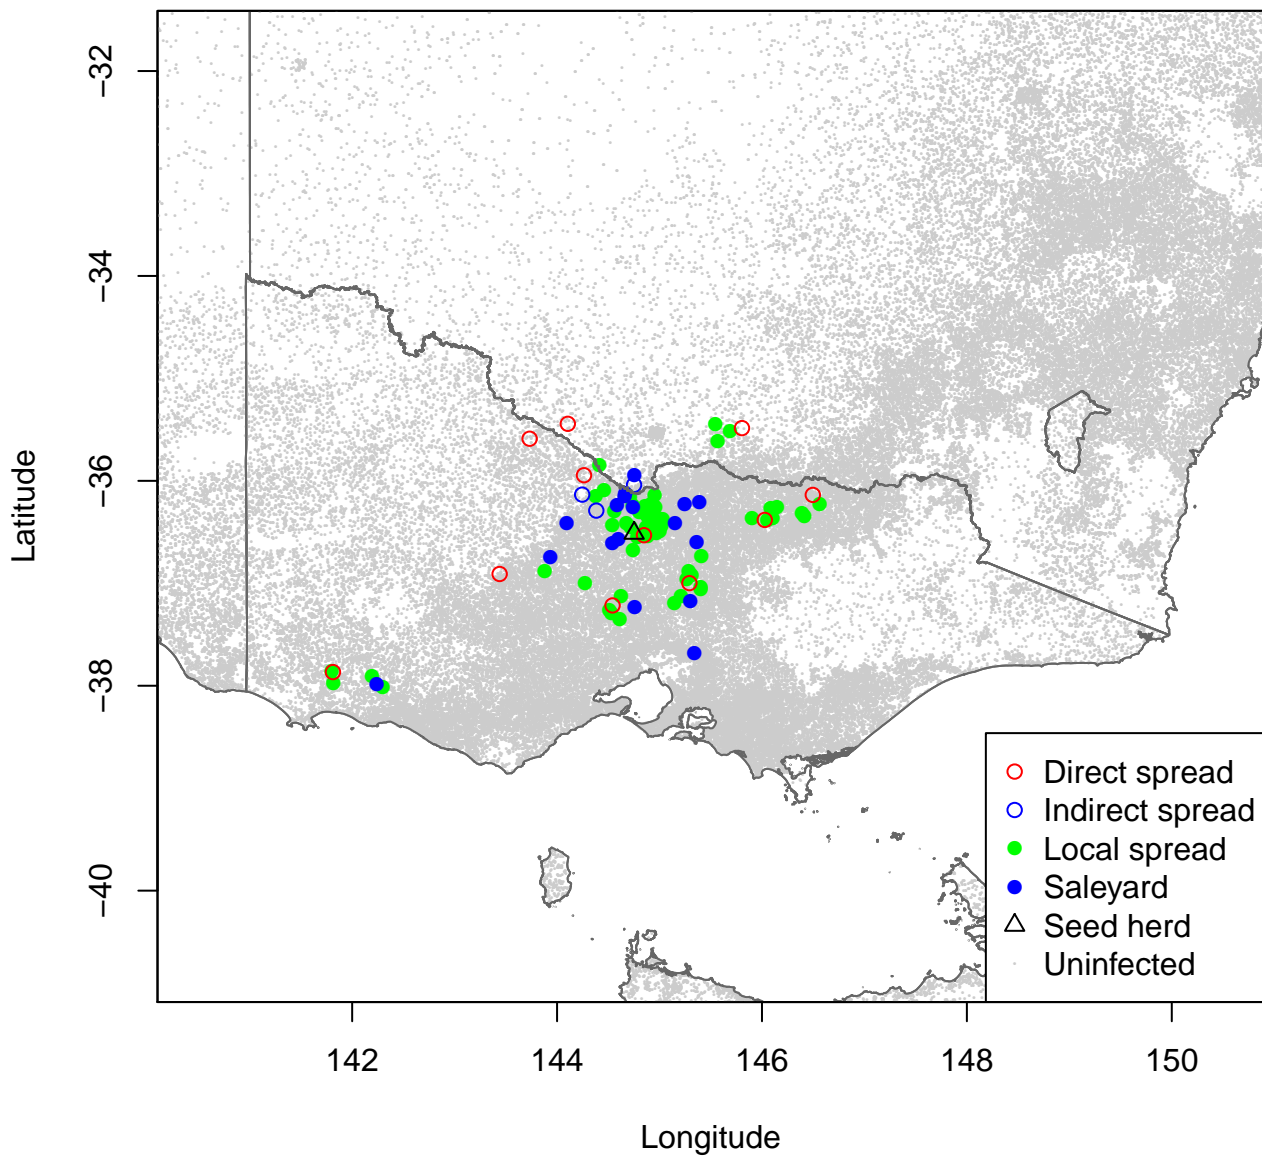 −32
−34
−36
−38
−40
Latitude
142
144
146
148
150
Longitude
Direct spread
Indirect spread
Local spread
Saleyard
Seed herd
Uninfected